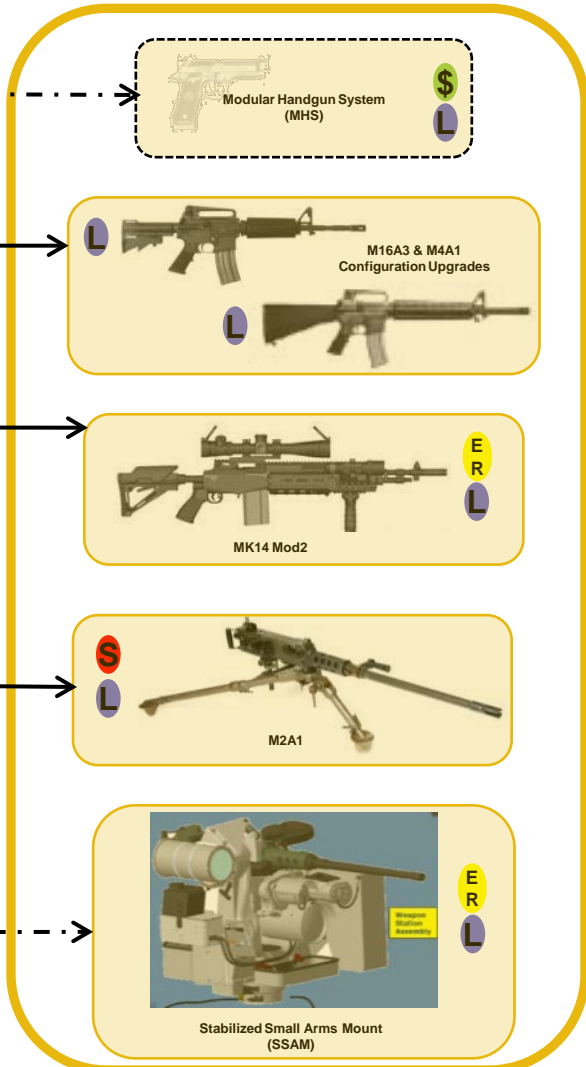 Modular Handgun System
(MHS)
$
L
L
M16A3 & M4A1
Configuration Upgrades
L
E
R
L
MK14 Mod2
S
L
M2A1
E
R
L
Weapon
Station
Assembly
Stabilized Small Arms Mount
(SSAM)